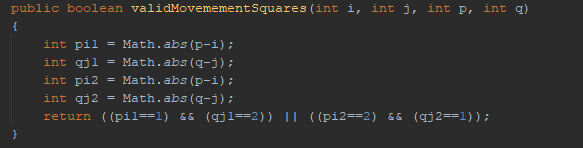 public boolean validMovemementSquares(int i, int j, int p, int q)
{
int pi1 = Math.abs(p-i);
int qj1 = Math.abs(q-j);
int pi2 = Math.abs(p-i);
int qj2 = Math.abs(q-j);
return ((pi1==1) && (qj1==2)) || ((pi2==2) && (qj2==1));
}